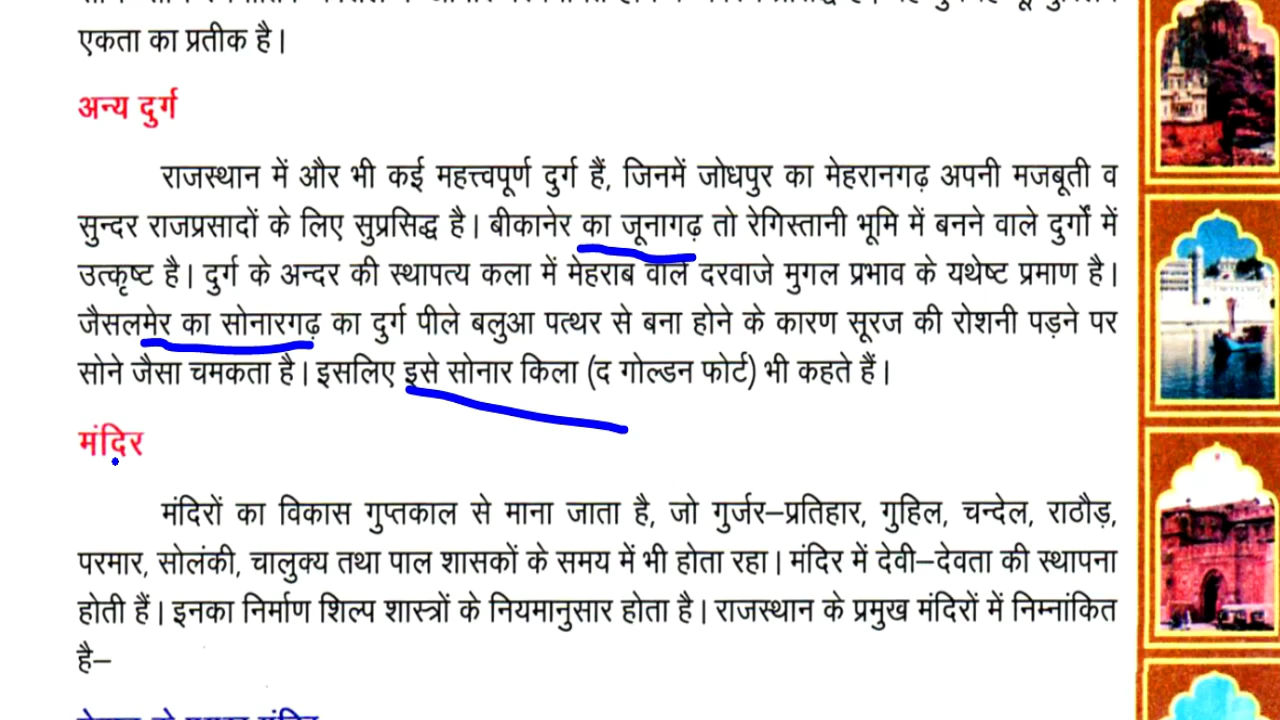 एकता का प्रतीक है।
अन्य दुर्ग
राजस्थान में और भी कई महत्त्वपूर्ण दुर्ग हैं, जिनमें जोधपुर का मेहरानगढ़ अपनी मजबूती व
सुन्दर राजप्रसादों के लिए सुप्रसिद्ध है। बीकानेर का जूनागढ़ तो रेगिस्तानी भूमि में बनने वाले दुर्गों में
उत्कृष्ट है। दुर्ग के अन्दर की स्थापत्य कला में मेहराब वाले दरवाजे मुगल प्रभाव के यथेष्ट प्रमाण है।
जैसलमेर का सोनारगढ़ का दुर्ग पीले बलुआ पत्थर से बना होने के कारण सूरज की रोशनी पड़ने पर
सोने जैसा चमकता है। इसलिए इसे सोनार किला (द गोल्डन फोर्ट) भी कहते हैं।
मंदिर
मंदिरों का विकास गुप्तकाल से माना जाता है, जो गुर्जर–प्रतिहार, गुहिल, चन्देल, राठौड़,
परमार, सोलंकी, चालुक्य तथा पाल शासकों के समय में भी होता रहा। मंदिर में देवी–देवता की स्थापना
होती हैं। इनका निर्माण शिल्प शास्त्रों के नियमानुसार होता है। राजस्थान के प्रमुख मंदिरों में निम्नांकित
है–